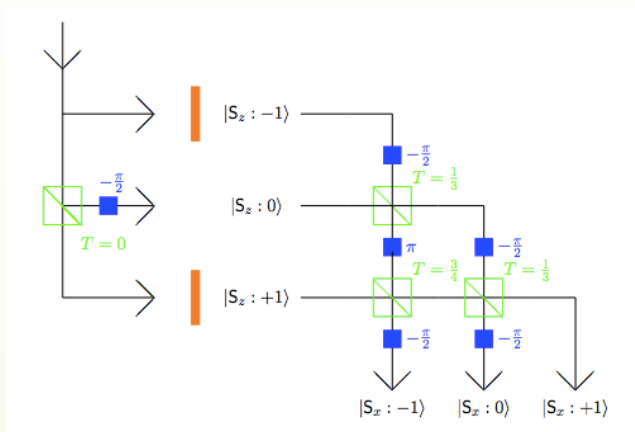 |S_z : −1⟩
−π/2
T = 1/3
−π/2
|S_z : 0⟩
T = 0
π
−π/2
T = 3/4
T = 1/3
|S_z : +1⟩
−π/2
−π/2
|S_x : −1⟩
|S_x : 0⟩
|S_x : +1⟩